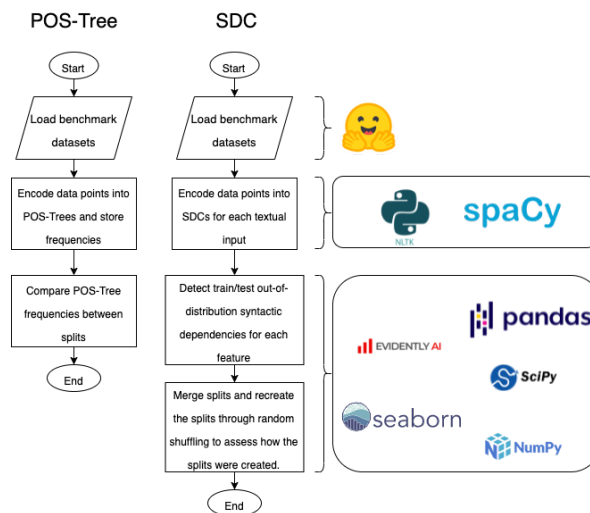 POS-Tree
SDC
Start
Load benchmark
datasets
Encode data points into
POS-Trees and store
frequencies
Compare POS-Tree
frequencies between
splits
End
Start
Load benchmark
datasets
Encode data points into
SDCs for each textual
input
Detect train/test out-of-
distribution syntactic
dependencies for each
feature
Merge splits and recreate
the splits through random
shuffling to assess how the
splits were created.
End
NLTK
spaCy
pandas
EVIDENTLY AI
SciPy
seaborn
NumPy